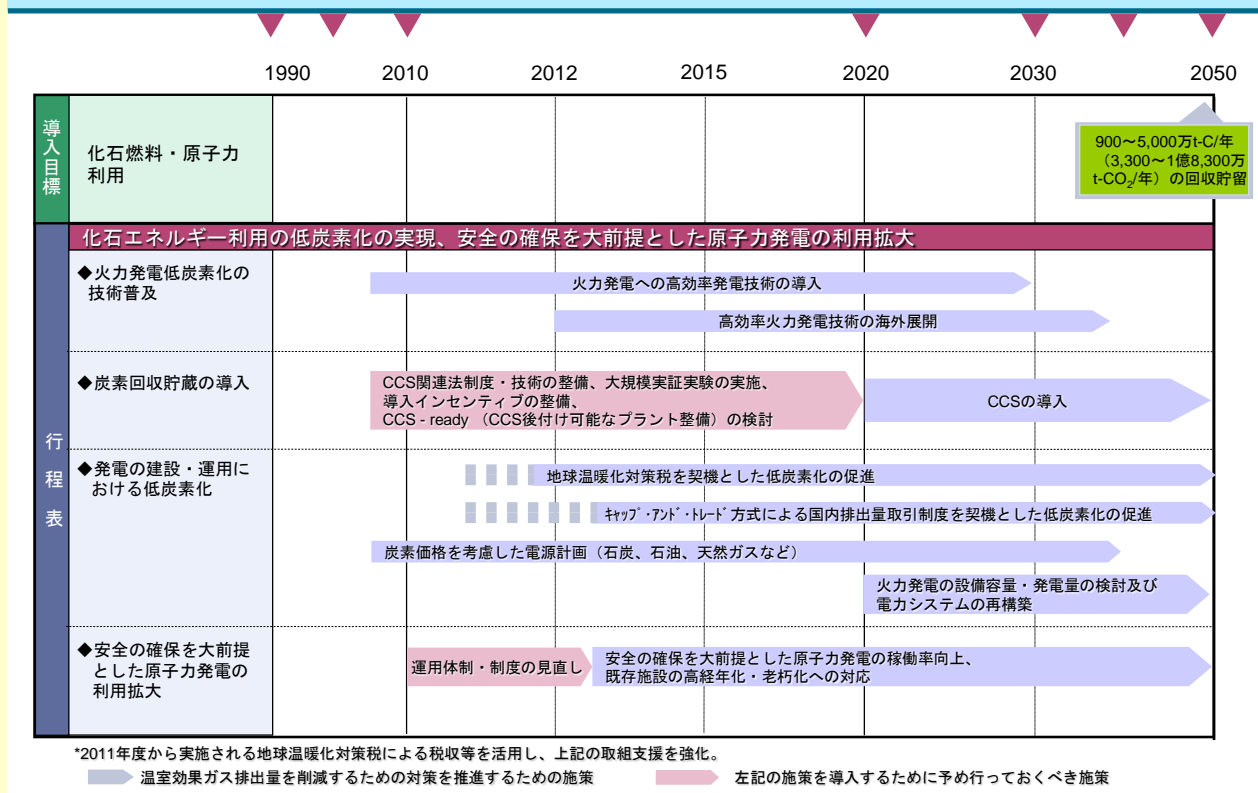 1990 2010 2012 2015 2020 2030 2050
導入目標
化石燃料・原子力
利用
900～5,000万t-C/年
（3,300～1億8,300万
t-CO2/年）の回収貯留
行程表
化石エネルギー利用の低炭素化の実現、安全の確保を大前提とした原子力発電の利用拡大
◆火力発電低炭素化の
技術普及
火力発電への高効率発電技術の導入
高効率火力発電技術の海外展開
◆炭素回収貯蔵の導入
CCS関連法制度・技術の整備、大規模実証実験の実施、
導入インセンティブの整備、
CCS - ready （CCS後付け可能なプラント整備）の検討
CCSの導入
◆発電の建設・運用に
おける低炭素化
地球温暖化対策税を契機とした低炭素化の促進
ｷｬｯﾌﾟ･ｱﾝﾄﾞ･ﾄﾚｰﾄﾞ方式による国内排出量取引制度を契機とした低炭素化の促進
炭素価格を考慮した電源計画（石炭、石油、天然ガスなど）
火力発電の設備容量・発電量の検討及び
電力システムの再構築
◆安全の確保を大前提
とした原子力発電の
利用拡大
運用体制・制度の見直し
安全の確保を大前提とした原子力発電の稼働率向上、
既存施設の高経年化・老朽化への対応
*2011年度から実施される地球温暖化対策税による税収等を活用し、上記の取組支援を強化。
温室効果ガス排出量を削減するための対策を推進するための施策
左記の施策を導入するために予め行っておくべき施策